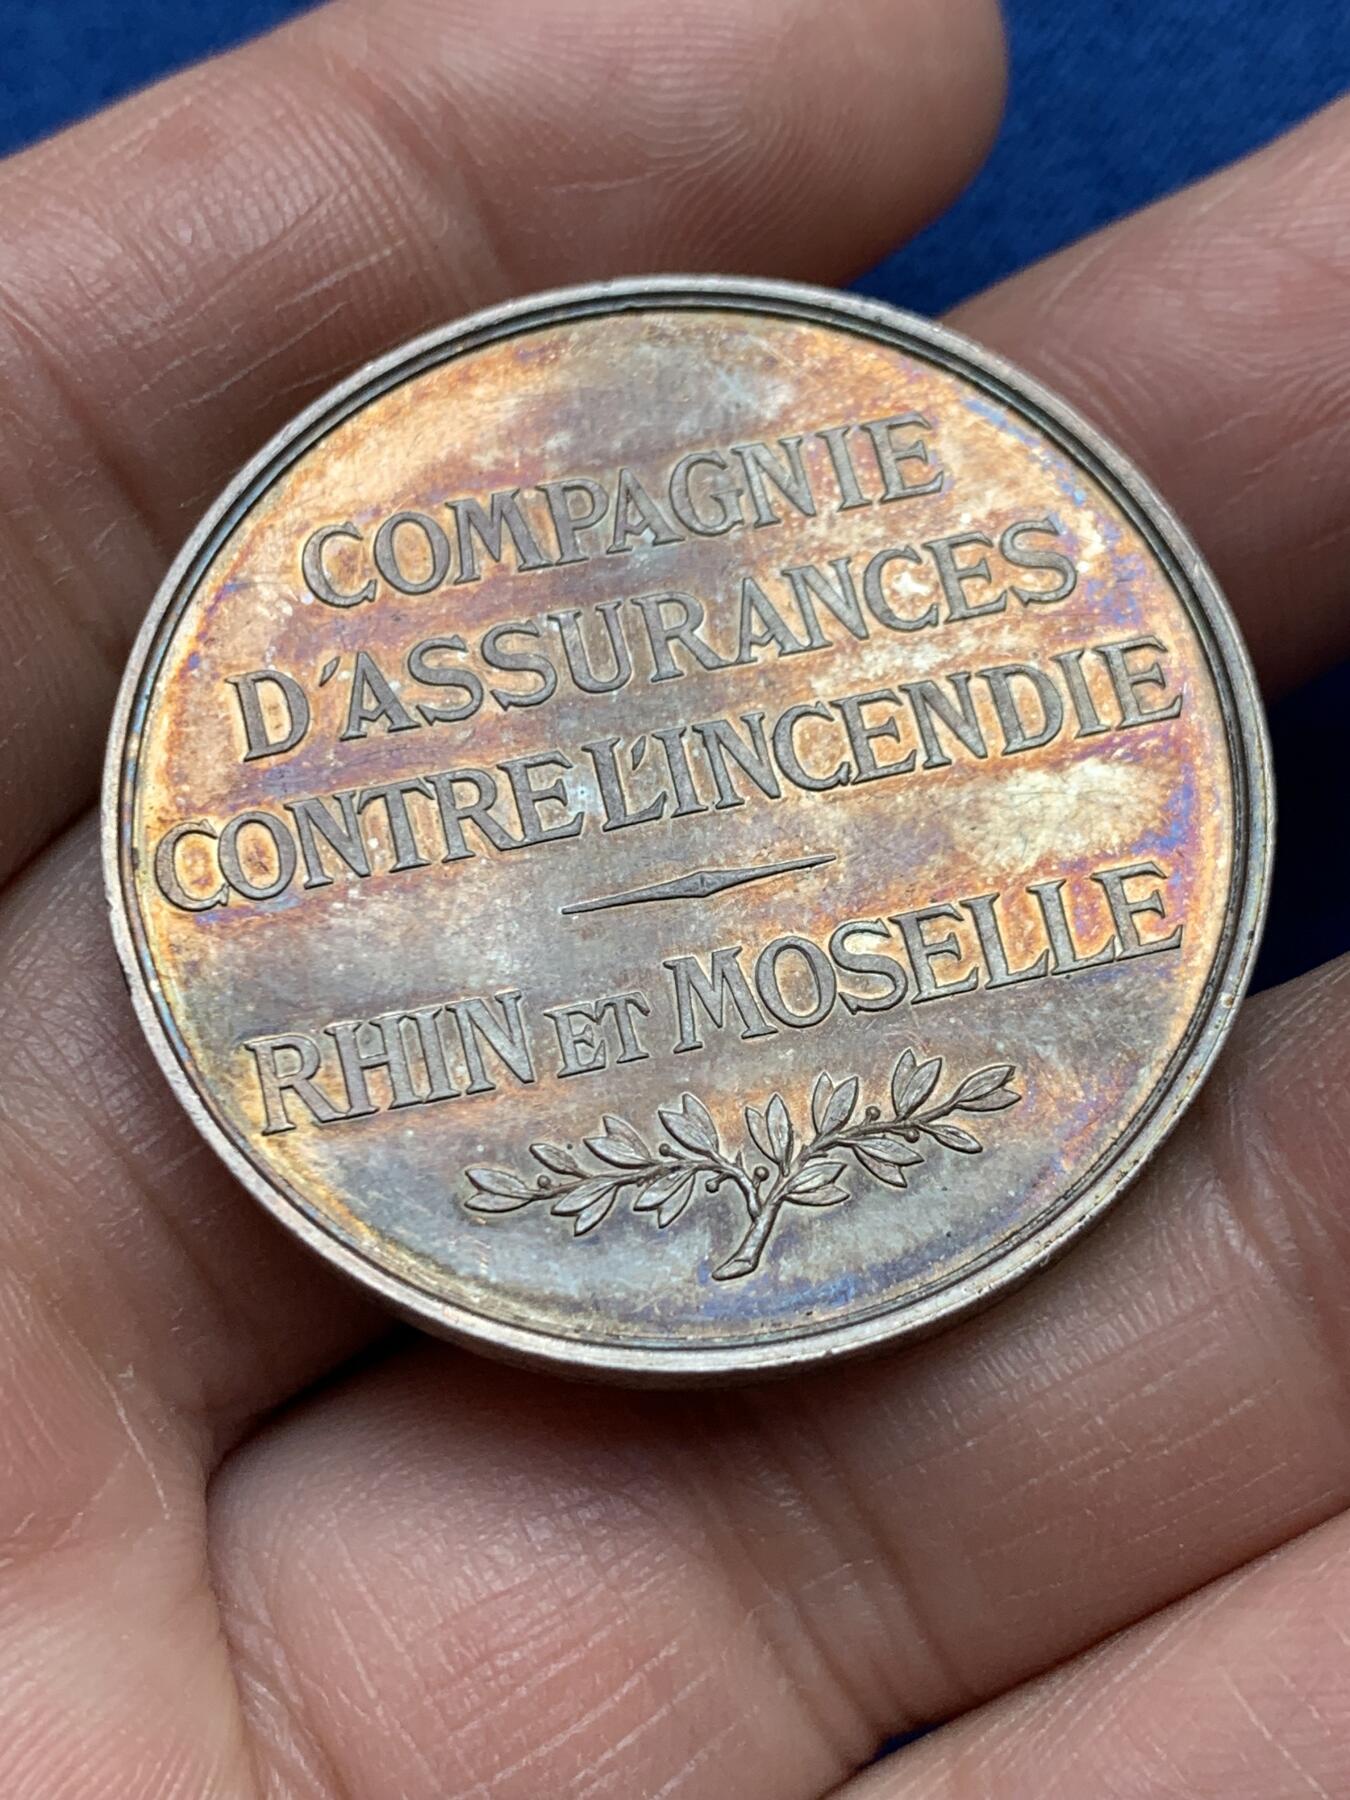 COMPAGNIE
D'ASSURANCES
CONTRE L'INCENDIE
RHIN ET MOSELLE